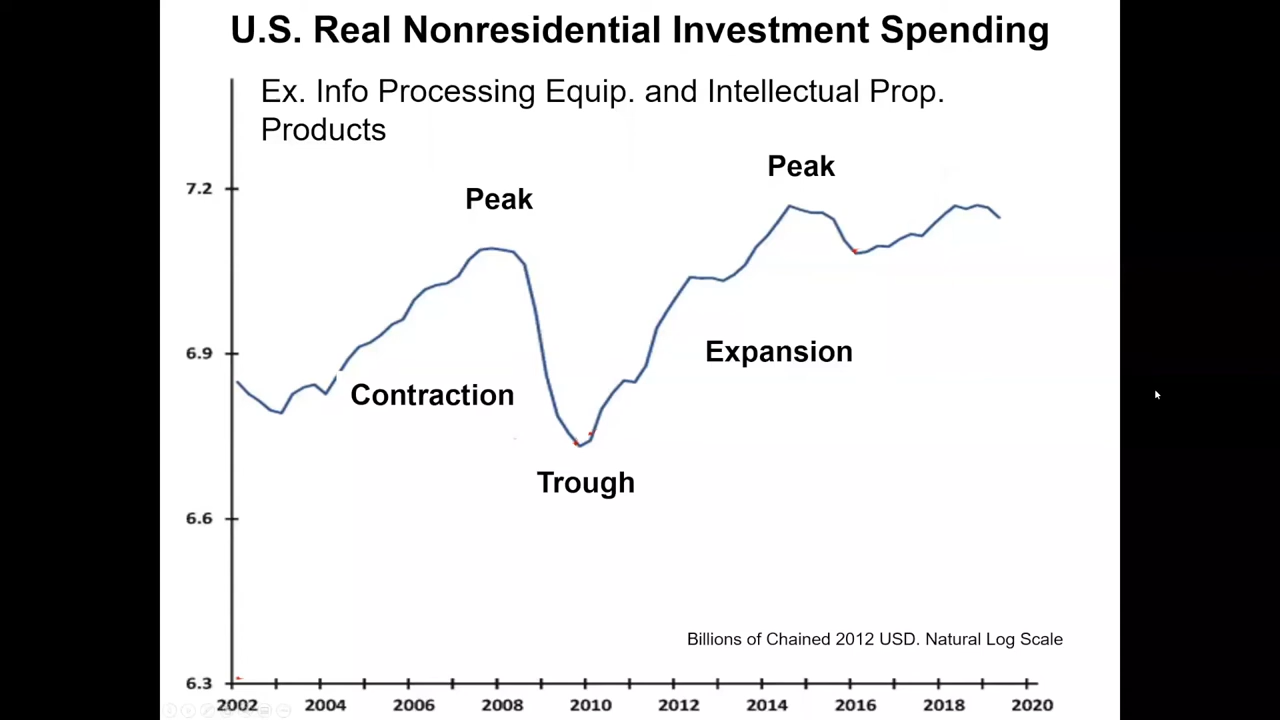 U.S. Real Nonresidential Investment Spending
Ex. Info Processing Equip. and Intellectual Prop.
Products
Peak
Peak
7.2
6.9
Expansion
Contraction
Trough
6.6
Billions of Chained 2012 USD. Natural Log Scale
6.3
2002 2004 2006 2008 2010 2012 2014 2016 2018 2020